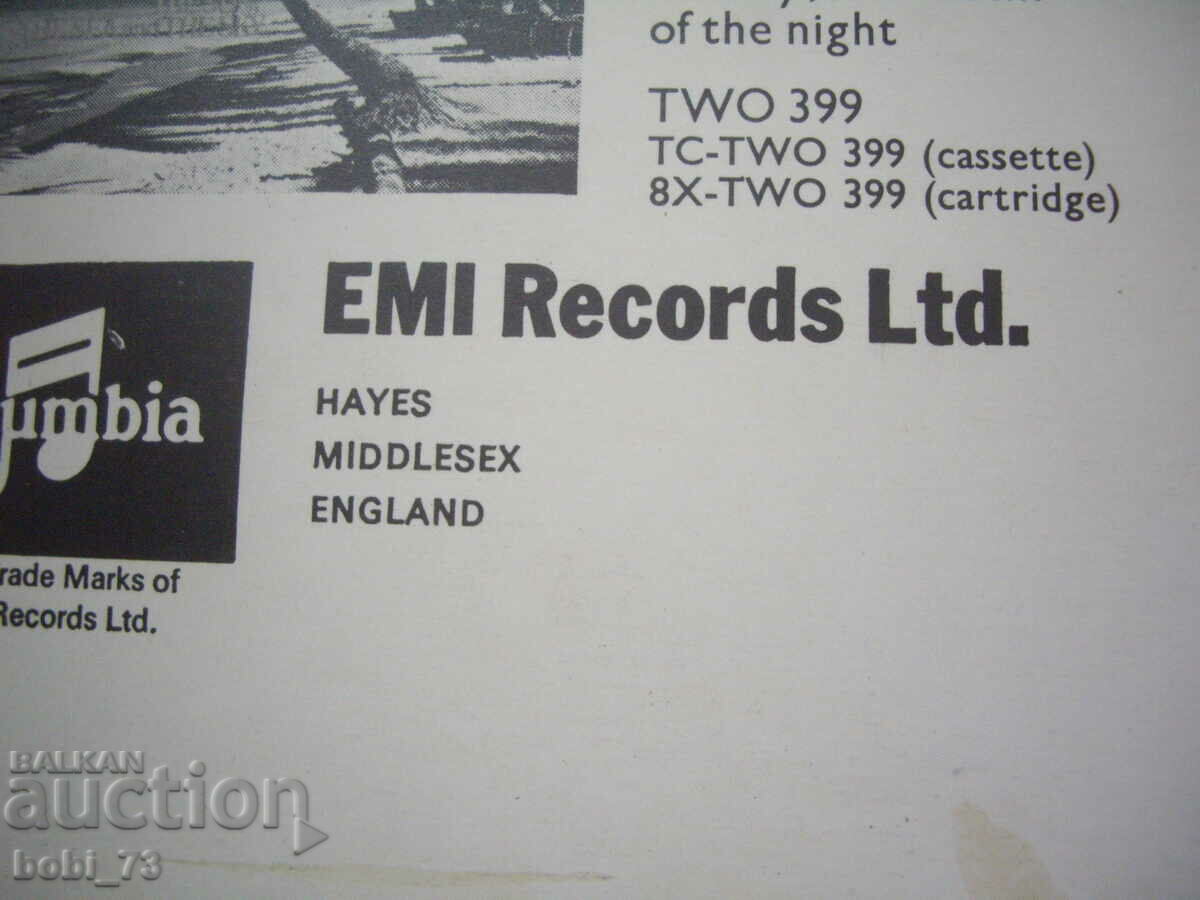 of the night
TWO 399
TC-TWO 399 (cassette)
8X-TWO 399 (cartridge)
EMI Records Ltd.
HAYES
MIDDLESEX
ENGLAND
umbia
rade Marks of
Records Ltd.
BALKAN
auction
bobi_73